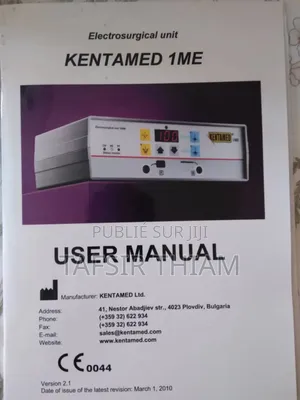 Electrosurgical unit
KENTAMED 1ME
100
KENTAMED
PUBLIÉ SUR JIJI
TAFSIR THIAM
USER MANUAL
Manufacturer: KENTAMED Ltd.
Address: 41, Nestor Abadjiev str., 4023 Plovdiv, Bulgaria
Phone: (+359 32) 622 934
Fax: (+359 32) 622 934
E-mail: sales@kentamed.com
Website: www.kentamed.com
CE 0044
Version 2.1
Date of issue of the latest revision: March 1, 2010